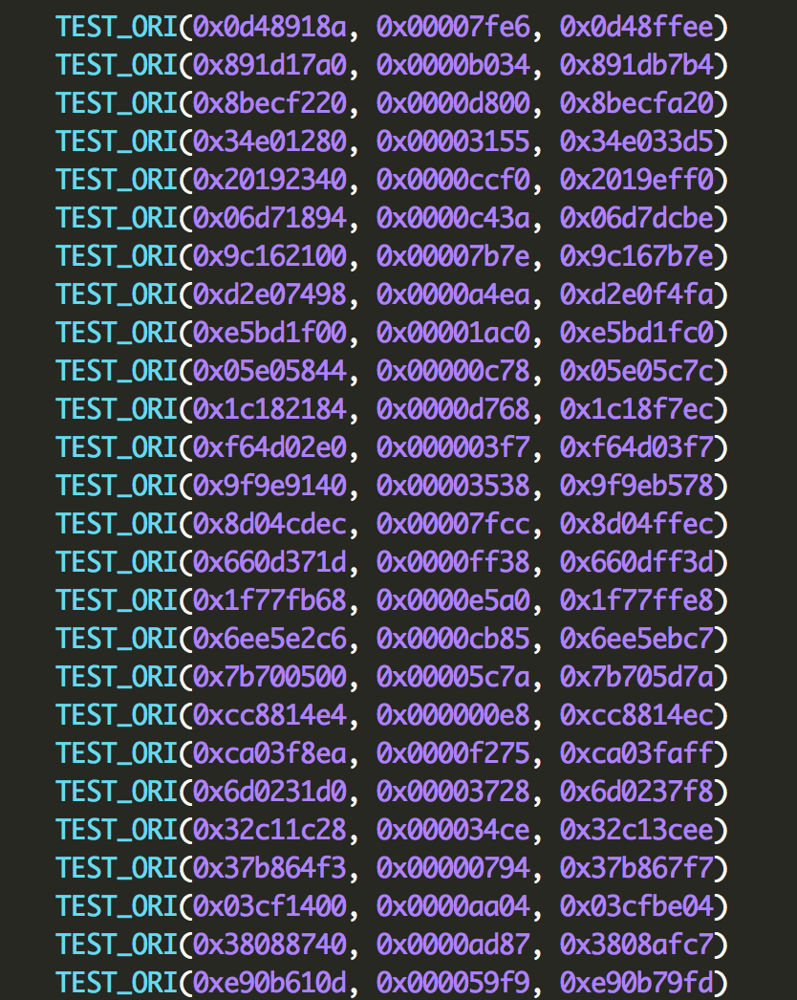 TEST_ORI(0x0d48918a, 0x00007fe6, 0x0d48ffee)
TEST_ORI(0x891d17a0, 0x0000b034, 0x891db7b4)
TEST_ORI(0x8becf220, 0x0000d800, 0x8becfa20)
TEST_ORI(0x34e01280, 0x00003155, 0x34e033d5)
TEST_ORI(0x20192340, 0x0000ccf0, 0x2019eff0)
TEST_ORI(0x06d71894, 0x0000c43a, 0x06d7dcbe)
TEST_ORI(0x9c162100, 0x00007b7e, 0x9c167b7e)
TEST_ORI(0xd2e07498, 0x0000a4ea, 0xd2e0f4fa)
TEST_ORI(0xe5bd1f00, 0x00001ac0, 0xe5bd1fc0)
TEST_ORI(0x05e05844, 0x00000c78, 0x05e05c7c)
TEST_ORI(0x1c182184, 0x0000d768, 0x1c18f7ec)
TEST_ORI(0xf64d02e0, 0x000003f7, 0xf64d03f7)
TEST_ORI(0x9f9e9140, 0x00003538, 0x9f9eb578)
TEST_ORI(0x8d04cdec, 0x00007fcc, 0x8d04ffec)
TEST_ORI(0x660d371d, 0x0000ff38, 0x660dff3d)
TEST_ORI(0x1f77fb68, 0x0000e5a0, 0x1f77ffe8)
TEST_ORI(0x6ee5e2c6, 0x0000cb85, 0x6ee5ebc7)
TEST_ORI(0x7b700500, 0x00005c7a, 0x7b705d7a)
TEST_ORI(0xcc8814e4, 0x000000e8, 0xcc8814ec)
TEST_ORI(0xca03f8ea, 0x0000f275, 0xca03faff)
TEST_ORI(0x6d0231d0, 0x00003728, 0x6d0237f8)
TEST_ORI(0x32c11c28, 0x000034ce, 0x32c13cee)
TEST_ORI(0x37b864f3, 0x00000794, 0x37b867f7)
TEST_ORI(0x03cf1400, 0x0000aa04, 0x03cfbe04)
TEST_ORI(0x38088740, 0x0000ad87, 0x3808afc7)
TEST_ORI(0xe90b610d, 0x000059f9, 0xe90b79fd)